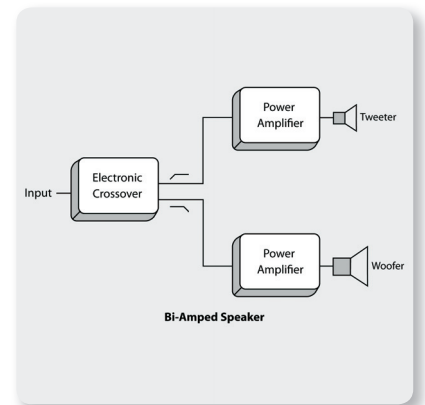 Power
Amplifier
Tweeter
Electronic
Crossover
Input
Power
Amplifier
Woofer
Bi-Amped Speaker